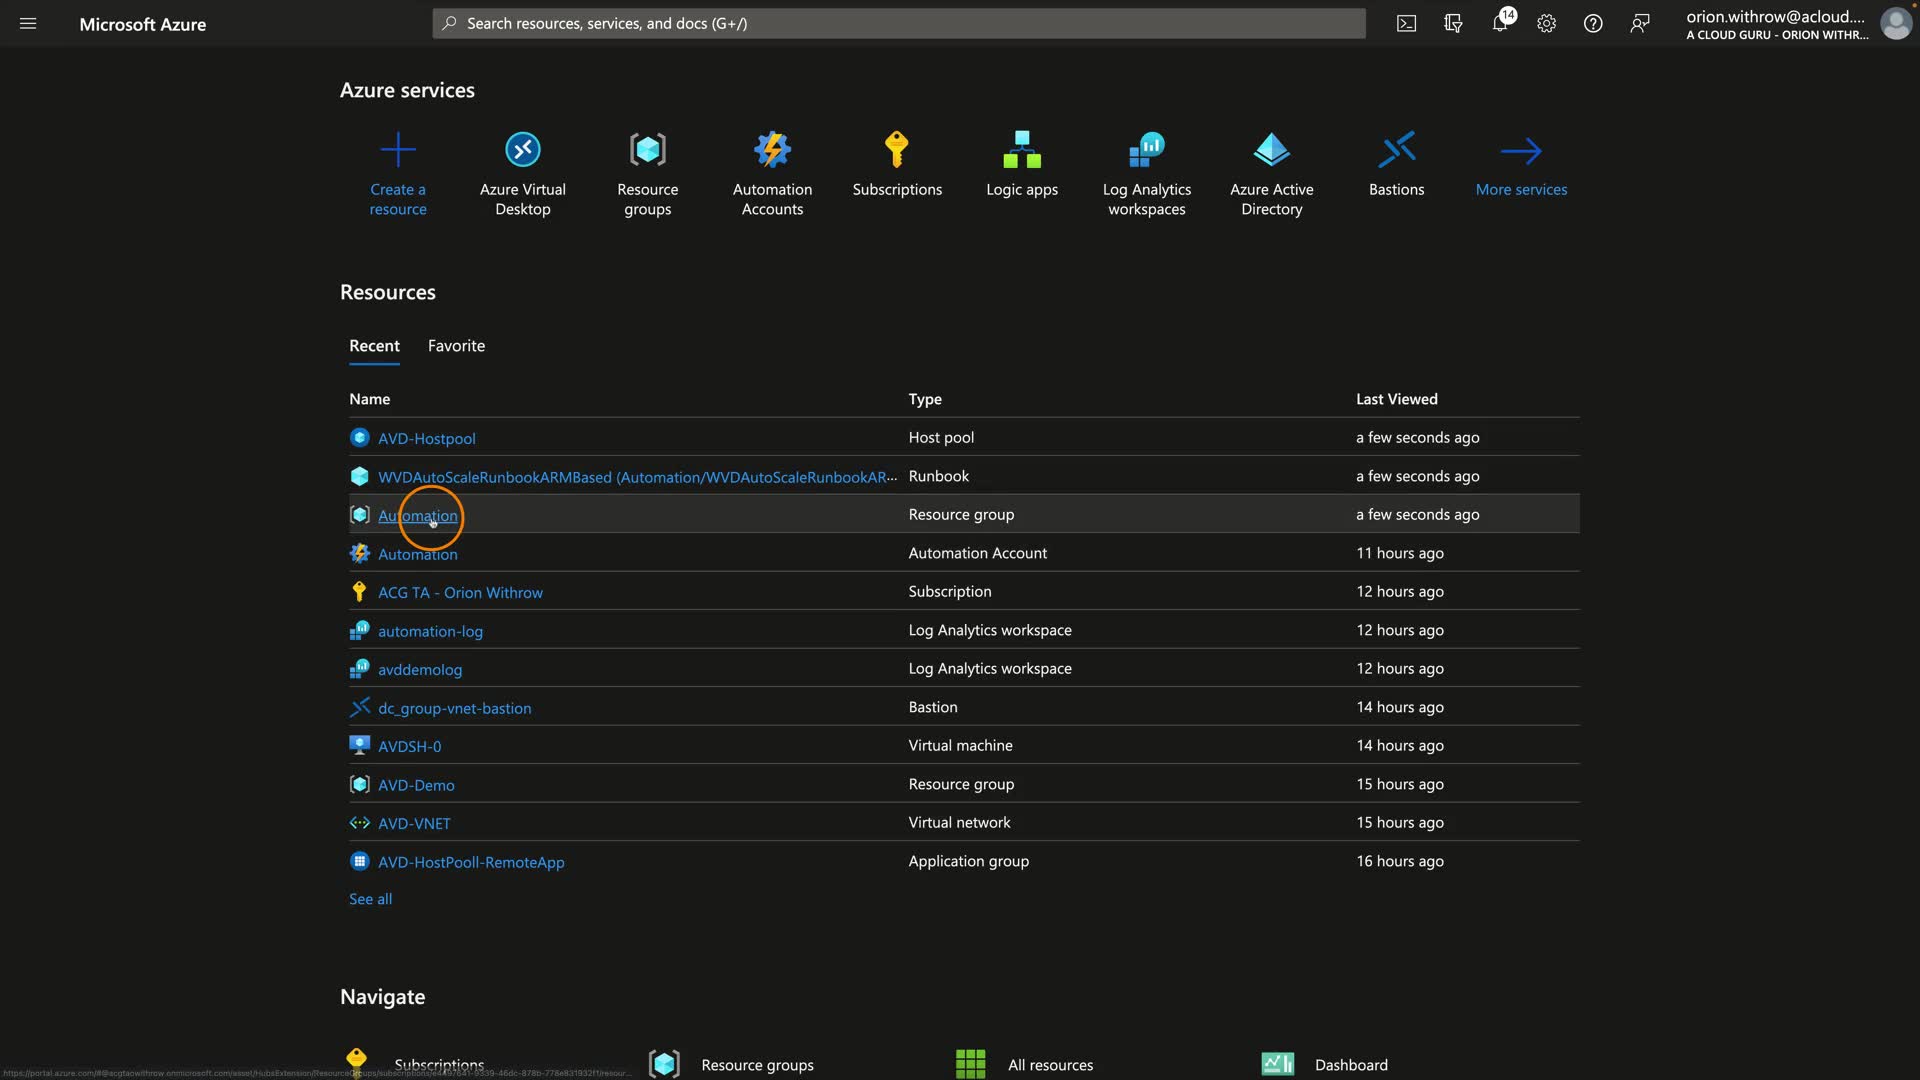 Microsoft Azure
Search resources, services, and docs (G+/)
14
orion.withrow@acloud....
A CLOUD GURU - ORION WITHR...
Azure services
Create a resource
Azure Virtual Desktop
Resource groups
Automation Accounts
Subscriptions
Logic apps
Log Analytics workspaces
Azure Active Directory
Bastions
More services
Resources
Recent
Favorite
Name Type Last Viewed
AVD-Hostpool Host pool a few seconds ago
WVDAutoScaleRunbookARMBased (Automation/WVDAutoScaleRunbookAR... Runbook a few seconds ago
Automation Resource group a few seconds ago
Automation Automation Account 11 hours ago
ACG TA - Orion Withrow Subscription 12 hours ago
automation-log Log Analytics workspace 12 hours ago
avddemolog Log Analytics workspace 12 hours ago
dc_group-vnet-bastion Bastion 14 hours ago
AVDSH-0 Virtual machine 14 hours ago
AVD-Demo Resource group 15 hours ago
AVD-VNET Virtual network 15 hours ago
AVD-HostPooll-RemoteApp Application group 16 hours ago
See all
Navigate
Subscriptions
Resource groups
All resources
Dashboard